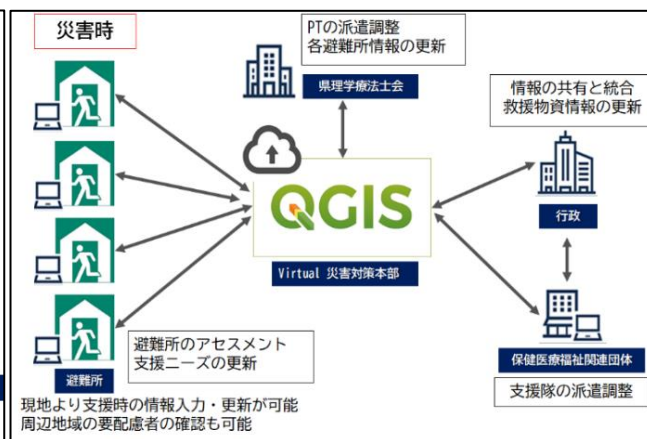 災害時
PTの派遣調整
各避難所情報の更新
県理学療法士会
情報の共有と統合
救援物資情報の更新
行政
QGIS
Virtual 災害対策本部
避難所のアセスメント
支援ニーズの更新
避難所
保健医療福祉関連団体
支援隊の派遣調整
現地より支援時の情報入力・更新が可能
周辺地域の要配慮者の確認も可能